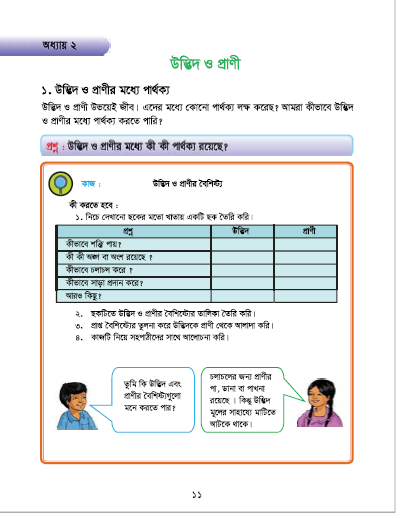 অধ্যায় ২
উদ্ভিদ ও প্রাণী
১. উদ্ভিদ ও প্রাণীর মধ্যে পার্থক্য
উদ্ভিদ ও প্রাণী উভয়েই জীব। এদের মধ্যে কোনো পার্থক্য লক্ষ করেছ? আমরা কীভাবে উদ্ভিদ
ও প্রাণীর মধ্যে পার্থক্য করতে পারি?
প্রশ্ন : উদ্ভিদ ও প্রাণীর মধ্যে কী কী পার্থক্য রয়েছে?
কাজ : উদ্ভিদ ও প্রাণীর বৈশিষ্ট্য
কী করতে হবে :
১. নিচে দেখানো ছকের মতো খাতায় একটি ছক তৈরি করি।
প্রশ্ন উদ্ভিদ প্রাণী
কীভাবে শক্তি পায়?
কী কী অঙ্গ বা অংশ রয়েছে ?
কীভাবে চলাচল করে ?
কীভাবে সাড়া প্রদান করে?
আরও কিছু?
২. ছকটিতে উদ্ভিদ ও প্রাণীর বৈশিষ্ট্যের তালিকা তৈরি করি।
৩. প্রাপ্ত বৈশিষ্ট্যের তুলনা করে উদ্ভিদকে প্রাণী থেকে আলাদা করি।
৪. কাজটি নিয়ে সহপাঠীদের সাথে আলোচনা করি।
তুমি কি উদ্ভিদ এবং
প্রাণীর বৈশিষ্ট্যগুলো
মনে করতে পার?
চলাচলের জন্য প্রাণীর
পা, ডানা বা পাখনা
রয়েছে । কিন্তু উদ্ভিদ
মূলের সাহায্যে মাটিতে
আটকে থাকে।
১১